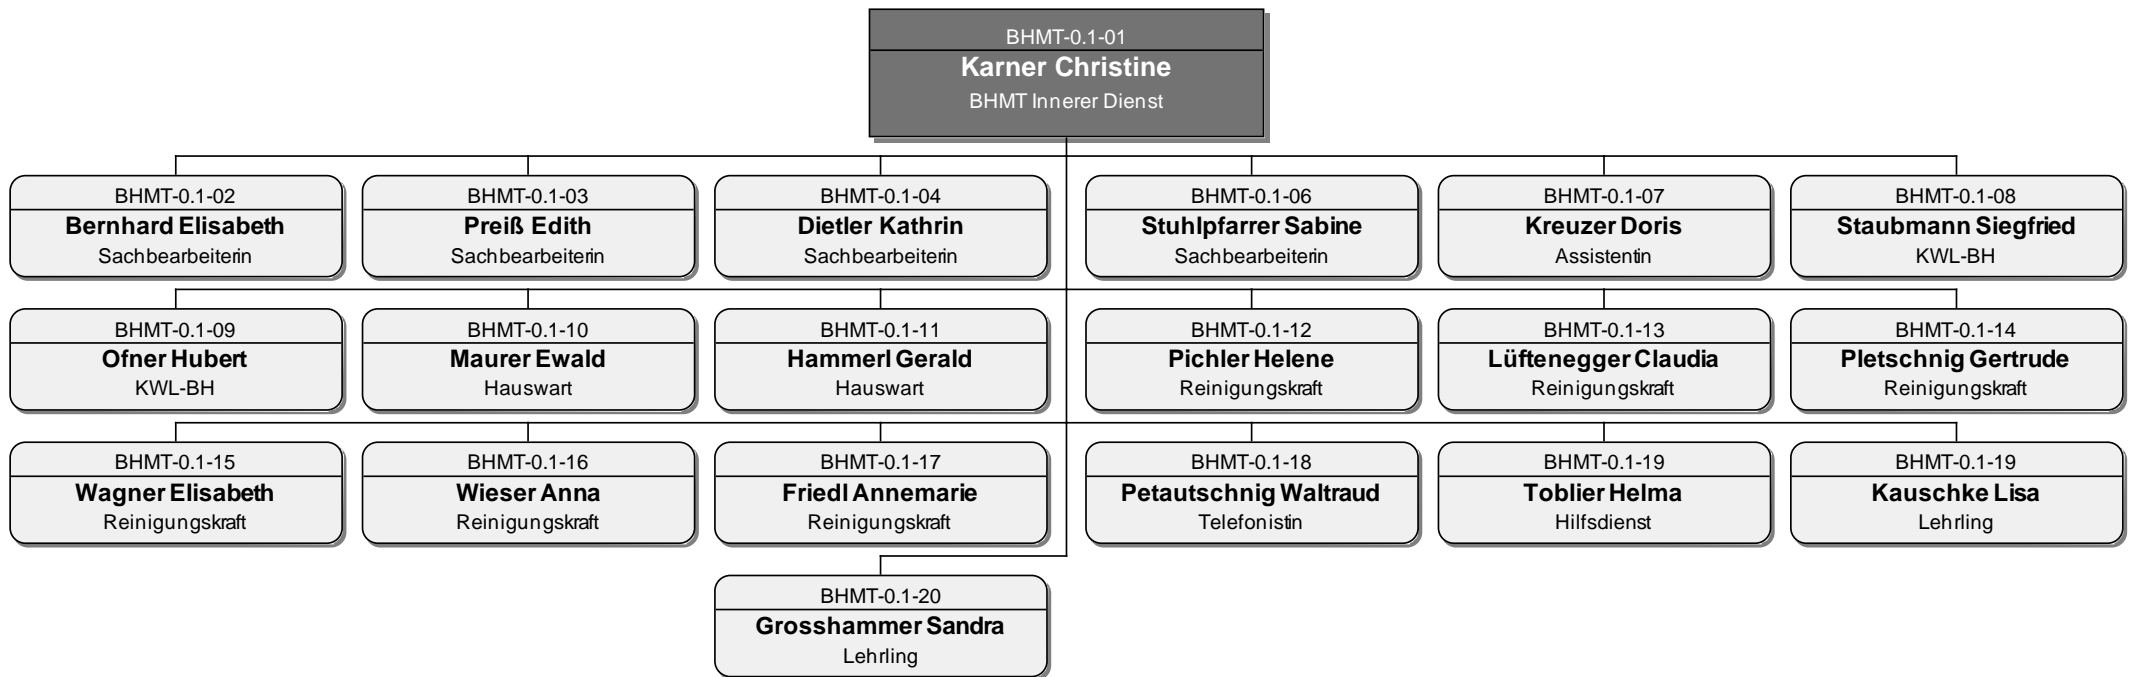 BHMT-0.1-01
Karner Christine
BHMT Innerer Dienst
BHMT-0.1-02
Bernhard Elisabeth
Sachbearbeiterin
BHMT-0.1-03
Preiß Edith
Sachbearbeiterin
BHMT-0.1-04
Dietler Kathrin
Sachbearbeiterin
BHMT-0.1-06
Stuhlpfarrer Sabine
Sachbearbeiterin
BHMT-0.1-07
Kreuzer Doris
Assistentin
BHMT-0.1-08
Staubmann Siegfried
KWL-BH
BHMT-0.1-09
Ofner Hubert
KWL-BH
BHMT-0.1-10
Maurer Ewald
Hauswart
BHMT-0.1-11
Hammerl Gerald
Hauswart
BHMT-0.1-12
Pichler Helene
Reinigungskraft
BHMT-0.1-13
Lüftenegger Claudia
Reinigungskraft
BHMT-0.1-14
Pletschnig Gertrude
Reinigungskraft
BHMT-0.1-15
Wagner Elisabeth
Reinigungskraft
BHMT-0.1-16
Wieser Anna
Reinigungskraft
BHMT-0.1-17
Friedl Annemarie
Reinigungskraft
BHMT-0.1-18
Petautschnig Waltraud
Telefonistin
BHMT-0.1-19
Toblier Helma
Hilfsdienst
BHMT-0.1-19
Kauschke Lisa
Lehrling
BHMT-0.1-20
Grosshammer Sandra
Lehrling